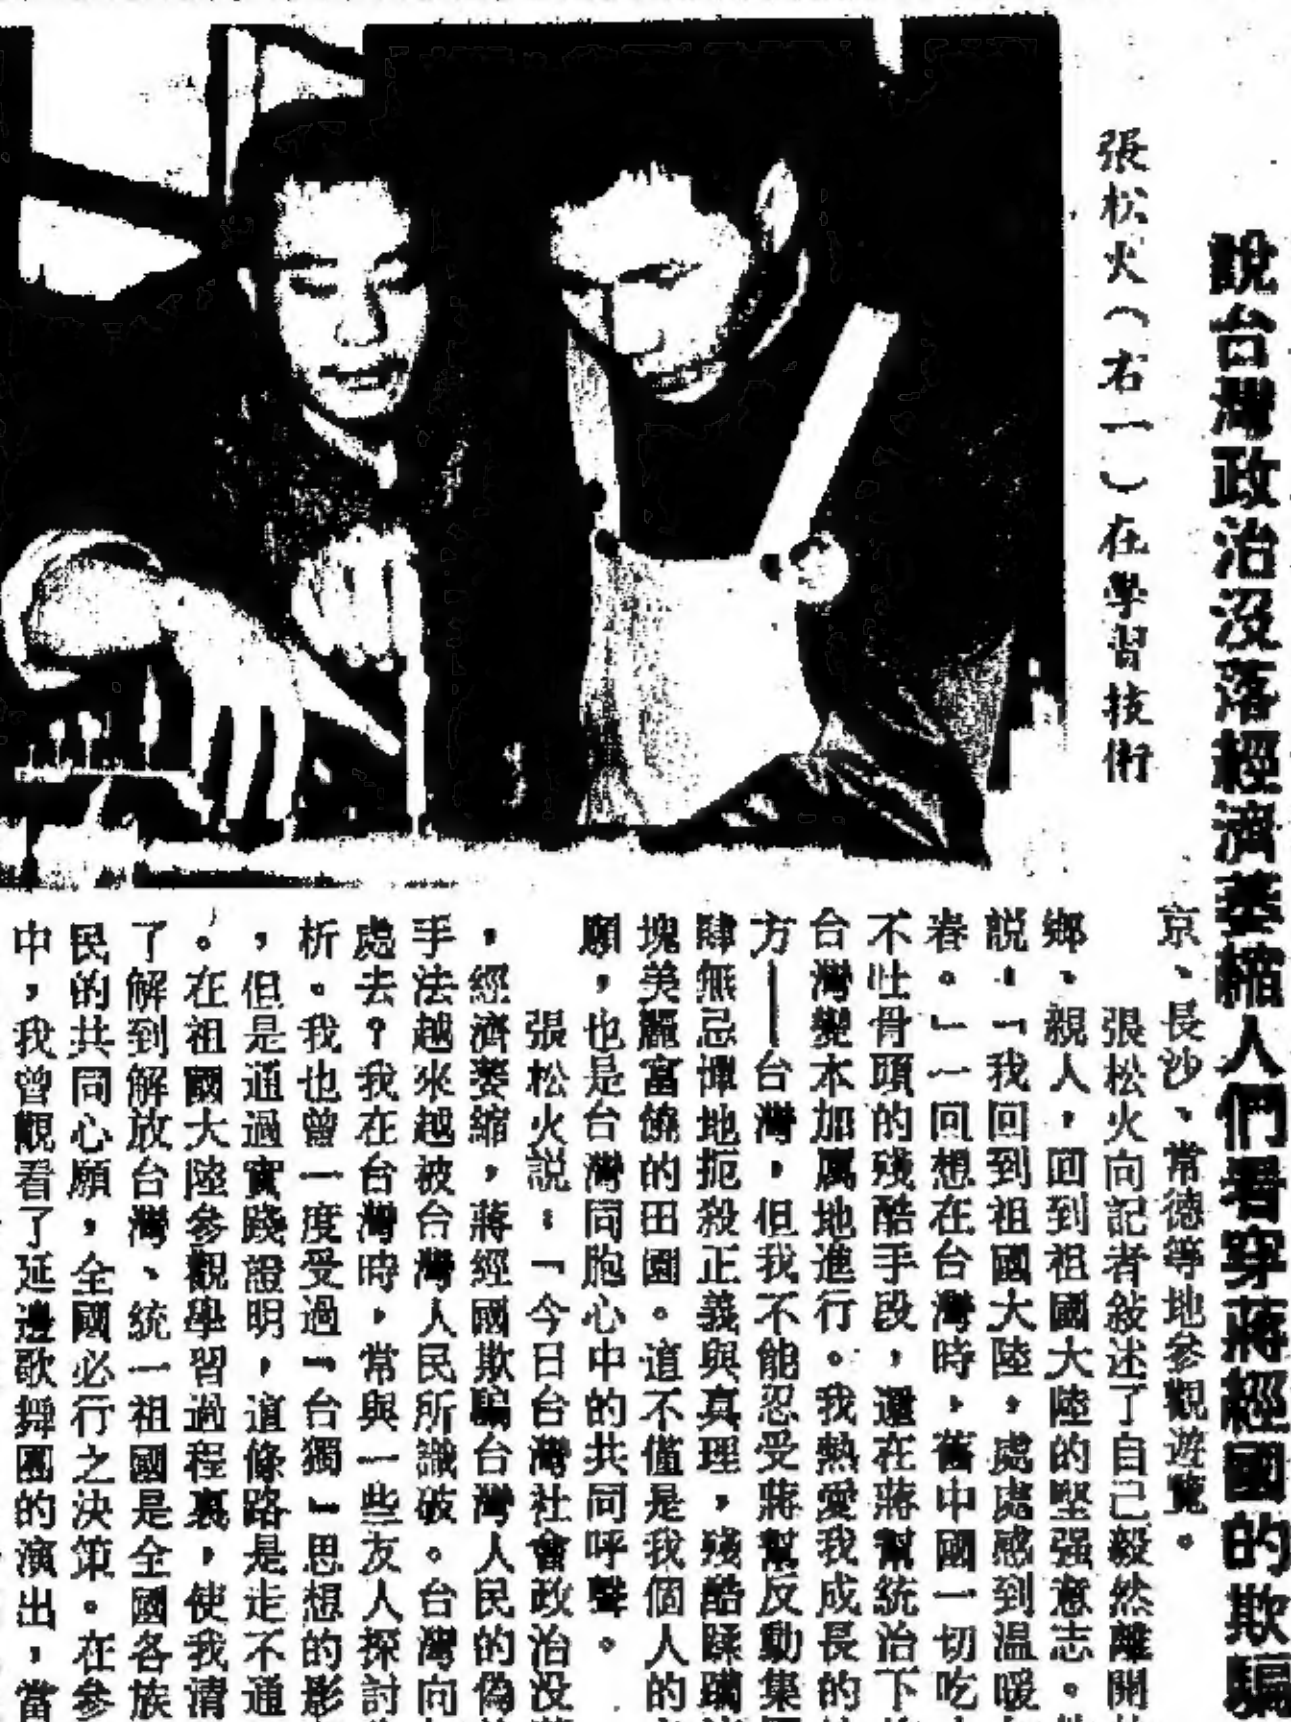 說台灣政治沒落經濟萎縮人們看穿蔣經國的欺騙
張松火（右一）在學習技術
京、長沙、常德等地參觀遊覽。
張松火向記者敍述了自己毅然離開
鄉、親人，回到祖國大陸的堅强意志。
説：「我回到祖國大陸，處處感到温暖
春。」「回想在台灣時，舊中國一切吃
不吐骨頭的殘酷手段，還在蔣幫統治下
台灣變本加厲地進行。我熱愛我成長的
方——台灣，但我不能忍受蔣幫反動集
肆無忌憚地扼殺正義與真理，殘酷蹂躪
塊美麗富饒的田園。這不僅是我個人的
願，也是台灣同胞心中的共同呼聲。
張松火説：「今日台灣社會政治没
，經濟萎縮，蔣經國欺騙台灣人民的偽
手法越來越被台灣人民所識破。台灣向
處去？我在台灣時，常與一些友人探討
析。我也曾一度受過「台獨」思想的影
，但是通過實踐證明，這條路是走不通
。在祖國大陸參觀學習過程裏，使我清
了解到解放台灣、統一祖國是全國各族
民的共同心願，全國必行之決策。在參
中，我曾觀看了延邊歌舞團的演出，當